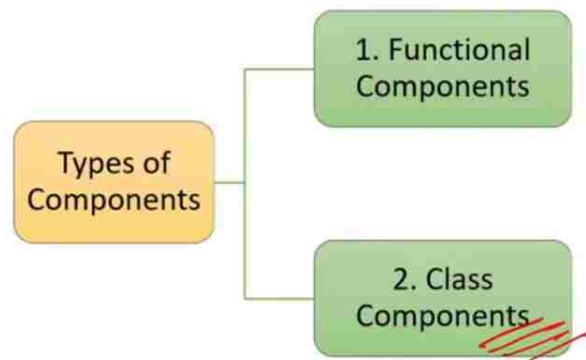 1. Functional
Components
Types of
Components
2. Class
Components